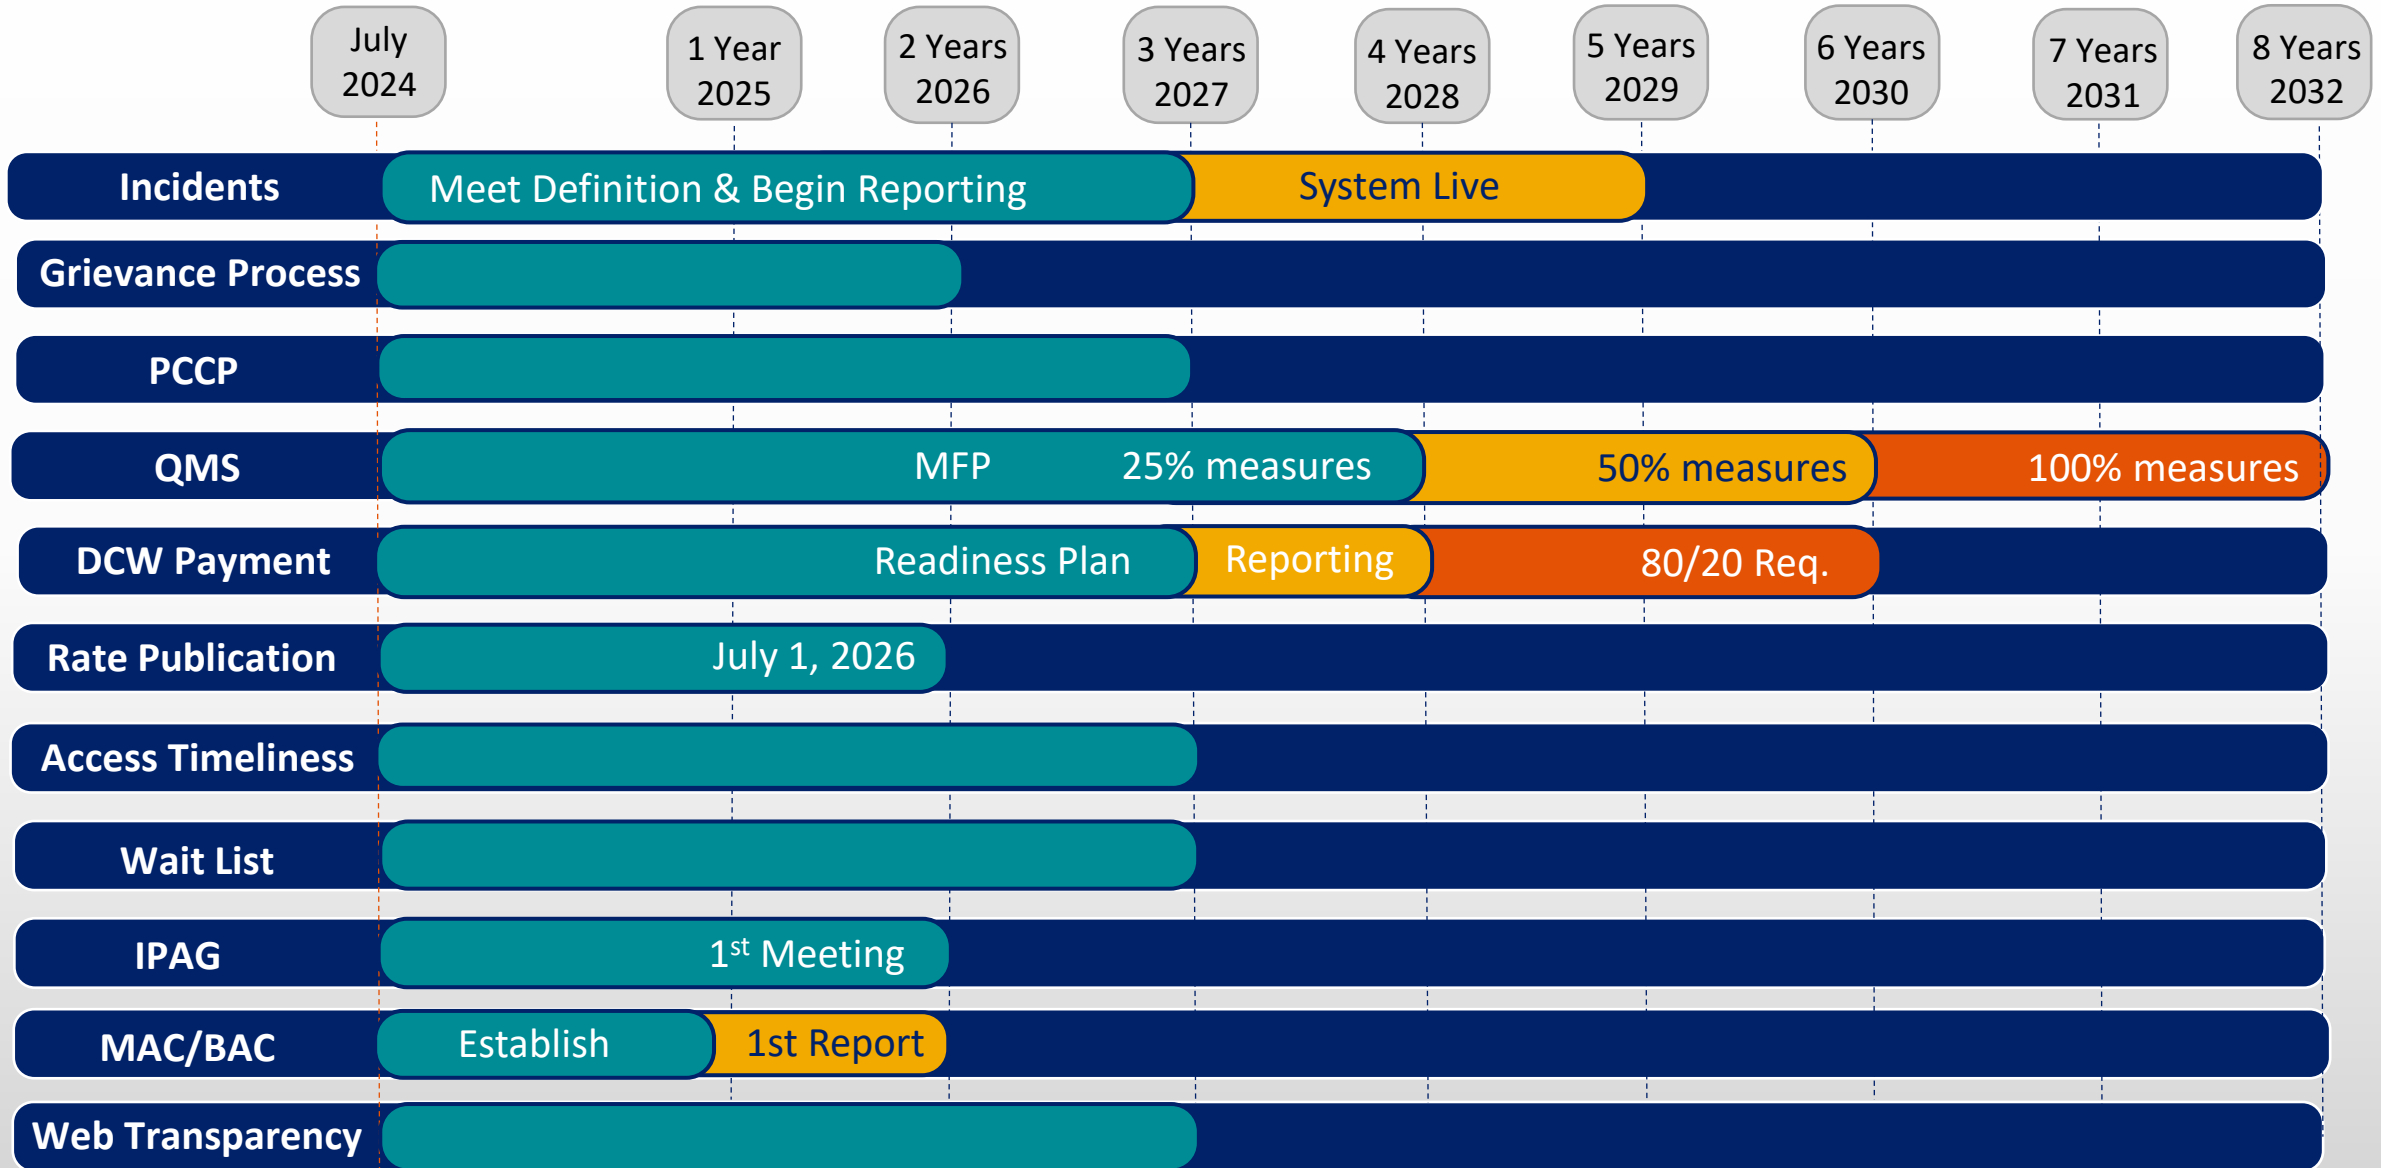 July
2024
1 Year
2025
2 Years
2026
3 Years
2027
4 Years
2028
5 Years
2029
6 Years
2030
7 Years
2031
8 Years
2032
Incidents
Meet Definition & Begin Reporting
System Live
Grievance Process
PCCP
QMS
MFP
25% measures
50% measures
100% measures
DCW Payment
Readiness Plan
Reporting
80/20 Req.
Rate Publication
July 1, 2026
Access Timeliness
Wait List
IPAG
1st Meeting
MAC/BAC
Establish
1st Report
Web Transparency